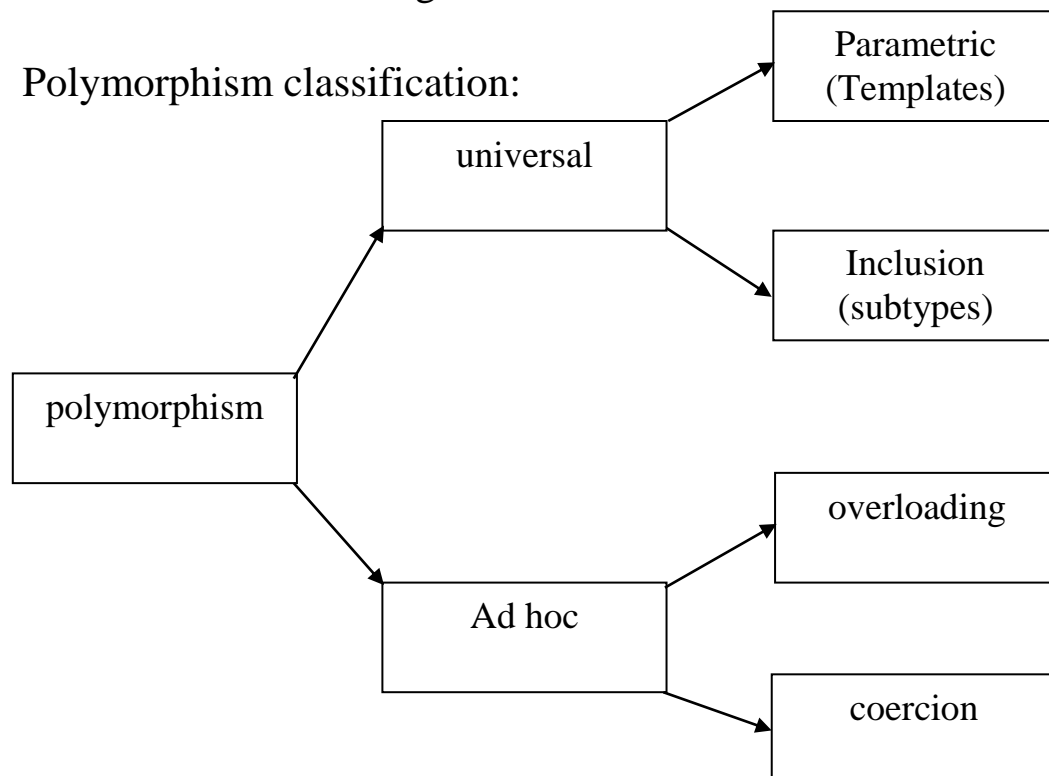 Polymorphism classification:
Parametric
(Templates)
universal
Inclusion
(subtypes)
polymorphism
overloading
Ad hoc
coercion